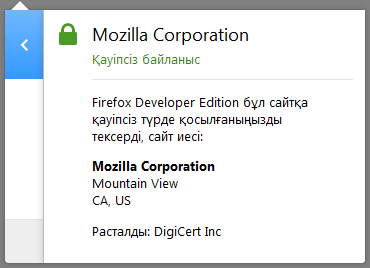 Mozilla Corporation
Қауіпсіз байланыс
Firefox Developer Edition бұл сайтқа
қауіпсіз түрде қосылғаныңызды
тексерді, сайт иесі:
Mozilla Corporation
Mountain View
CA, US
Расталды: DigiCert Inc